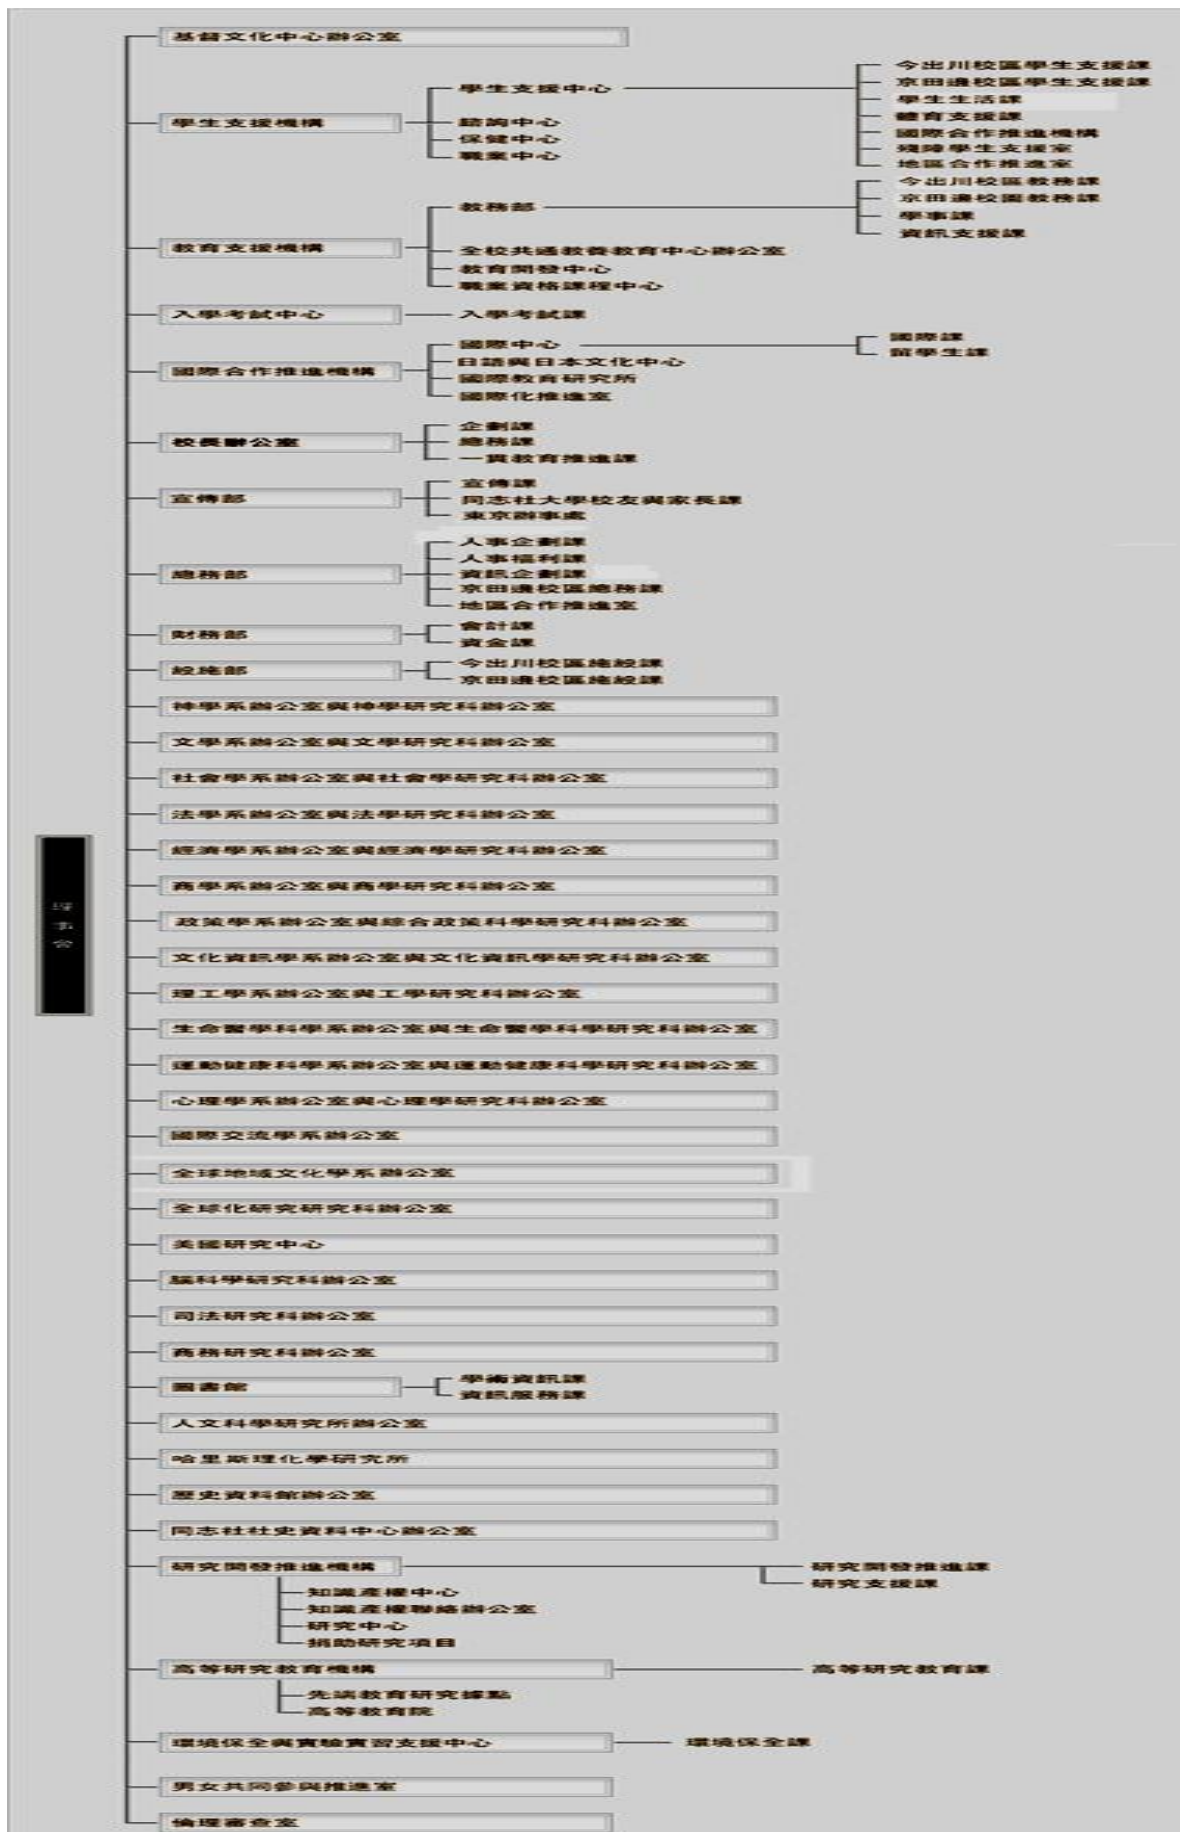 基督文化中心辦公室
學生支援機構
學生支援中心
今出川校區學生支援課
京田邊校區學生支援課
學生生活課
體育支援課
國際合作推進機構
殘障學生支援室
地區合作推進室
諮詢中心
保健中心
職業中心
教育支援機構
教務部
今出川校區教務課
京田邊校園教務課
學事課
資訊支援課
全校共通教養教育中心辦公室
教育開發中心
職業資格課程中心
入學考試中心
入學考試課
國際合作推進機構
國際中心
國際課
留學生課
日語與日本文化中心
國際教育研究所
國際化推進室
校長辦公室
企劃課
總務課
一貫教育推進課
宣傳部
宣傳課
同志社大學校友與家長課
東京辦事處
總務部
人事企劃課
人事福利課
資訊企劃課
京田邊校區總務課
地區合作推進室
財務部
會計課
資金課
設施部
今出川校區施設課
京田邊校區施設課
神學系辦公室與神學研究科辦公室
文學系辦公室與文學研究科辦公室
社會學系辦公室與社會學研究科辦公室
法學系辦公室與法學研究科辦公室
經濟學系辦公室與經濟學研究科辦公室
商學系辦公室與商學研究科辦公室
政策學系辦公室與綜合政策科學研究科辦公室
文化資訊學系辦公室與文化資訊學研究科辦公室
理工學系辦公室與工學研究科辦公室
生命醫學科學系辦公室與生命醫學科學研究科辦公室
運動健康科學系辦公室與運動健康科學研究科辦公室
心理學系辦公室與心理學研究科辦公室
國際交流學系辦公室
全球地域文化學系辦公室
全球化研究研究科辦公室
美國研究中心
腦科學研究科辦公室
司法研究科辦公室
商務研究科辦公室
圖書館
學術資訊課
資訊服務課
人文科學研究所辦公室
哈里斯理化學研究所
歷史資料館辦公室
同志社社史資料中心辦公室
研究開發推進機構
研究開發推進課
研究支援課
知識產權中心
知識產權聯絡辦公室
研究中心
捐助研究項目
高等研究教育機構
高等研究教育課
先端教育研究據點
高等教育院
環境保全與實驗實習支援中心
環境保全課
男女共同參與推進室
倫理審查室
理事會